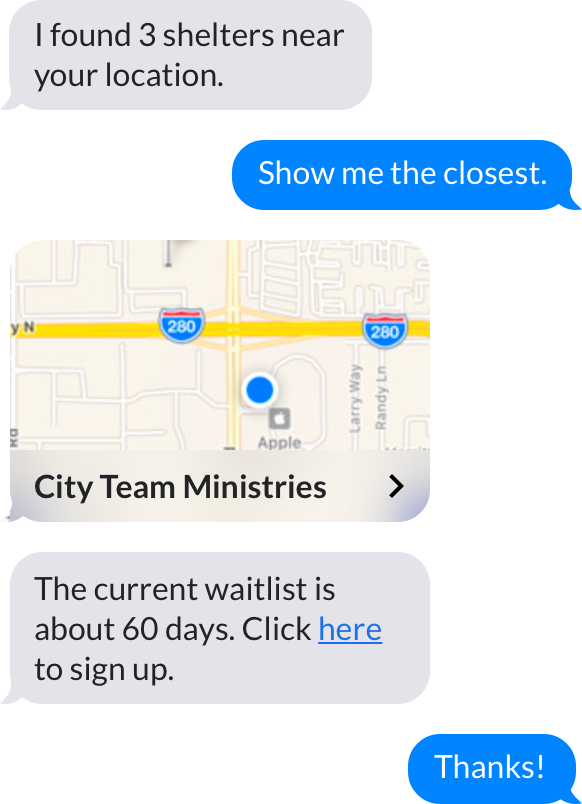 I found 3 shelters near
your location.
Show me the closest.
y N
280
280
Larry Way
Randy Ln
Apple
Rd
City Team Ministries
The current waitlist is
about 60 days. Click here
to sign up.
Thanks!